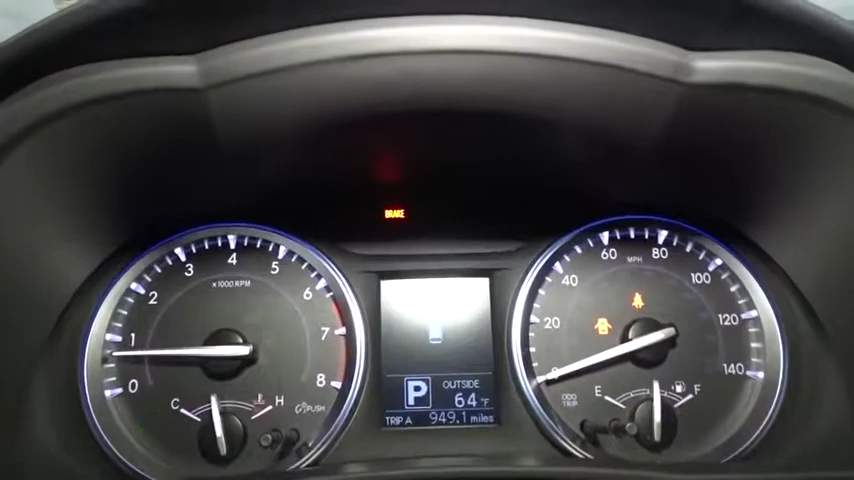 BRAKE
0 1 2 3 4 5 6 7 8
×1000 RPM
C H
PUSH
P
OUTSIDE
64°F
TRIP A 949.1 miles
20 40 60 80 100 120 140
MPH
ODO
TRIP
E F